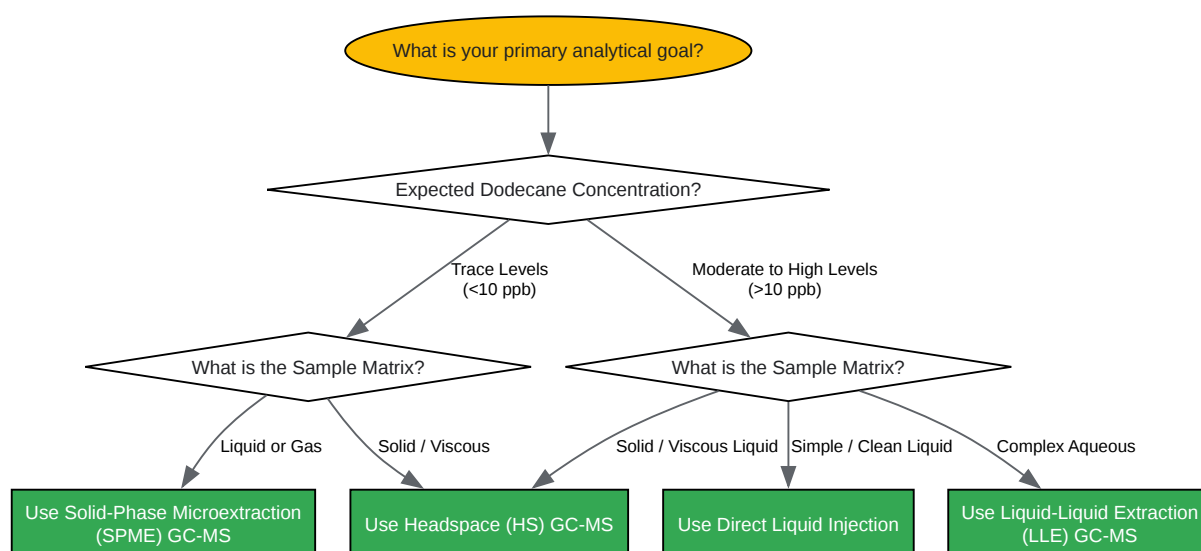 What is your primary analytical goal?
Expected Dodecane Concentration?
Trace Levels
(<10 ppb)
Moderate to High Levels
(>10 ppb)
What is the Sample Matrix?
What is the Sample Matrix?
Liquid or Gas
Solid / Viscous
Solid / Viscous Liquid
Simple / Clean Liquid
Complex Aqueous
Use Solid-Phase Microextraction
(SPME) GC-MS
Use Headspace (HS) GC-MS
Use Direct Liquid Injection
Use Liquid-Liquid Extraction
(LLE) GC-MS